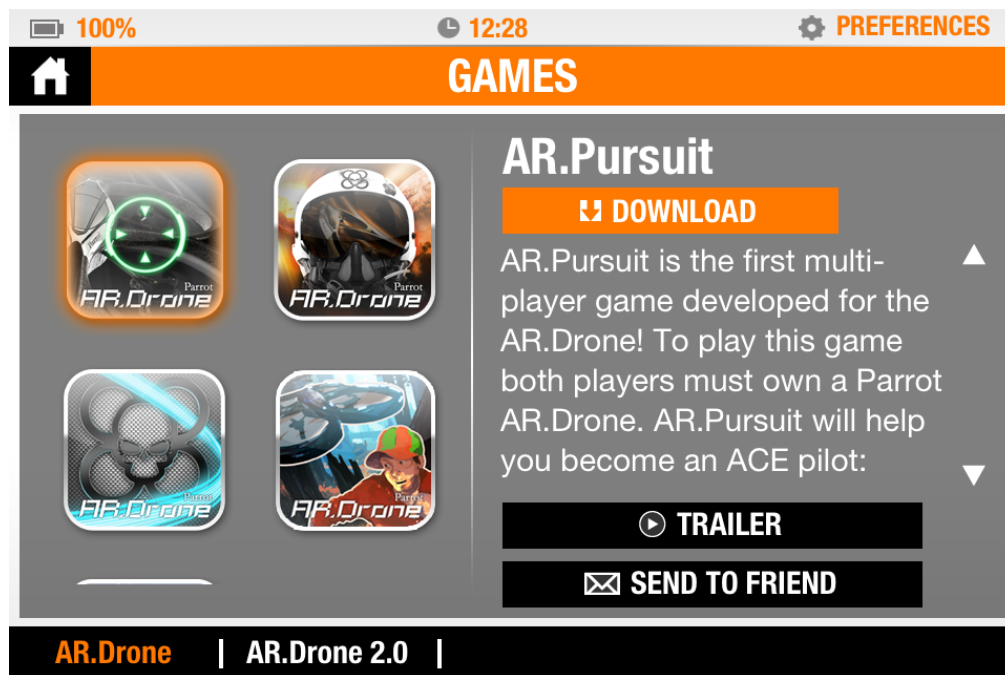 100%
12:28
PREFERENCES
GAMES
Parrot
AR.Drone
Parrot
AR.Drone
Parrot
AR.Drone
Parrot
AR.Drone
AR.Pursuit
DOWNLOAD
AR.Pursuit is the first multi-
player game developed for the
AR.Drone! To play this game
both players must own a Parrot
AR.Drone. AR.Pursuit will help
you become an ACE pilot:
TRAILER
SEND TO FRIEND
AR.Drone | AR.Drone 2.0 |